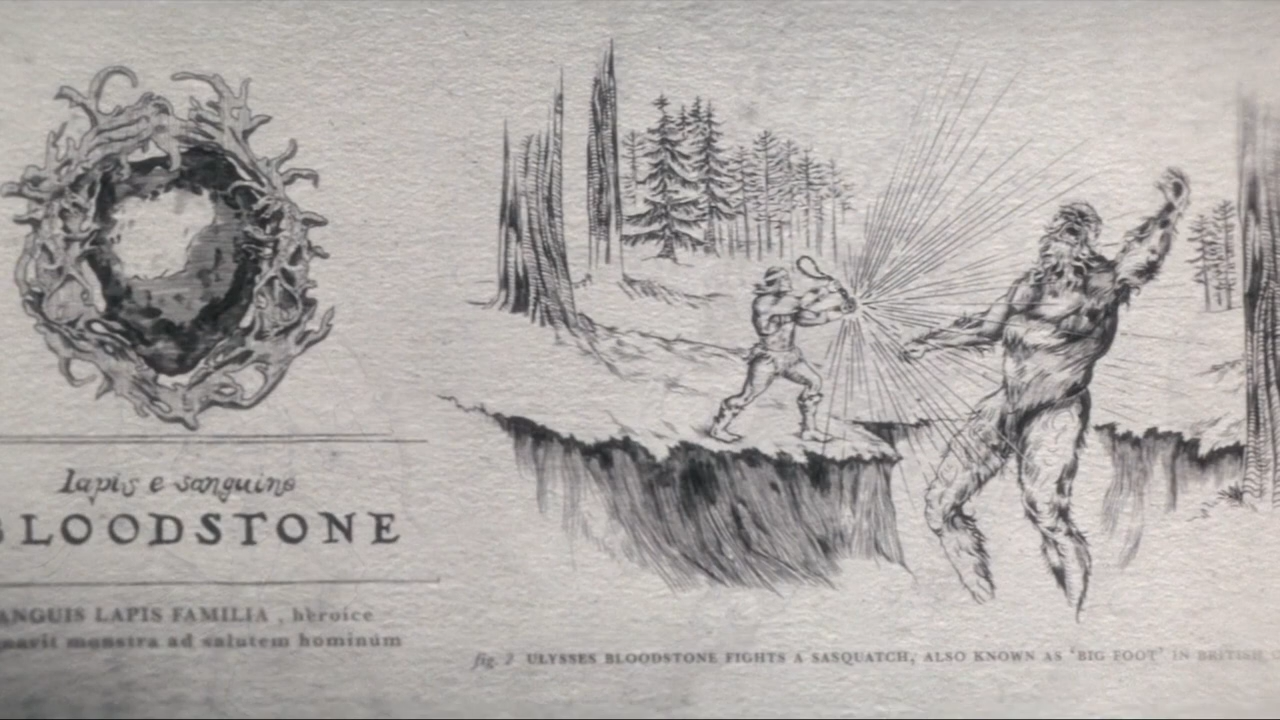 lapis e sanguine
BLOODSTONE
ANGUIS LAPIS FAMILIA , heroice
monstra ad salutem hominum
fig. 2 ULYSSES BLOODSTONE FIGHTS A SASQUATCH, ALSO KNOWN AS 'BIG FOOT' IN BRITISH